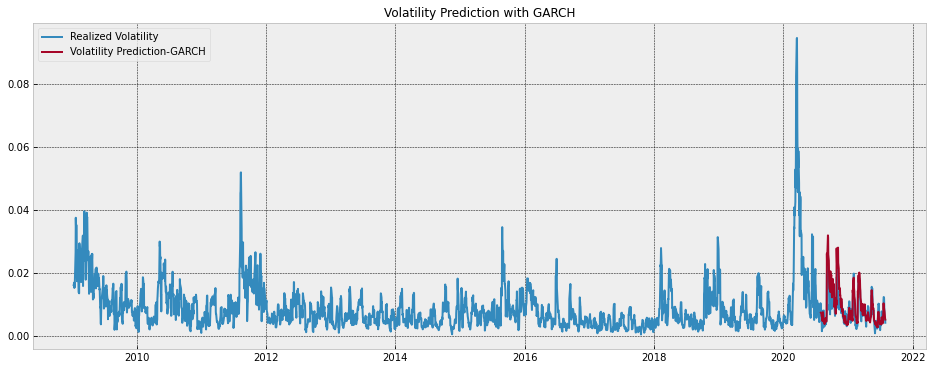 Volatility Prediction with GARCH
Realized Volatility
Volatility Prediction-GARCH
0.08
0.06
0.04
0.02
0.00
2010 2012 2014 2016 2018 2020 2022